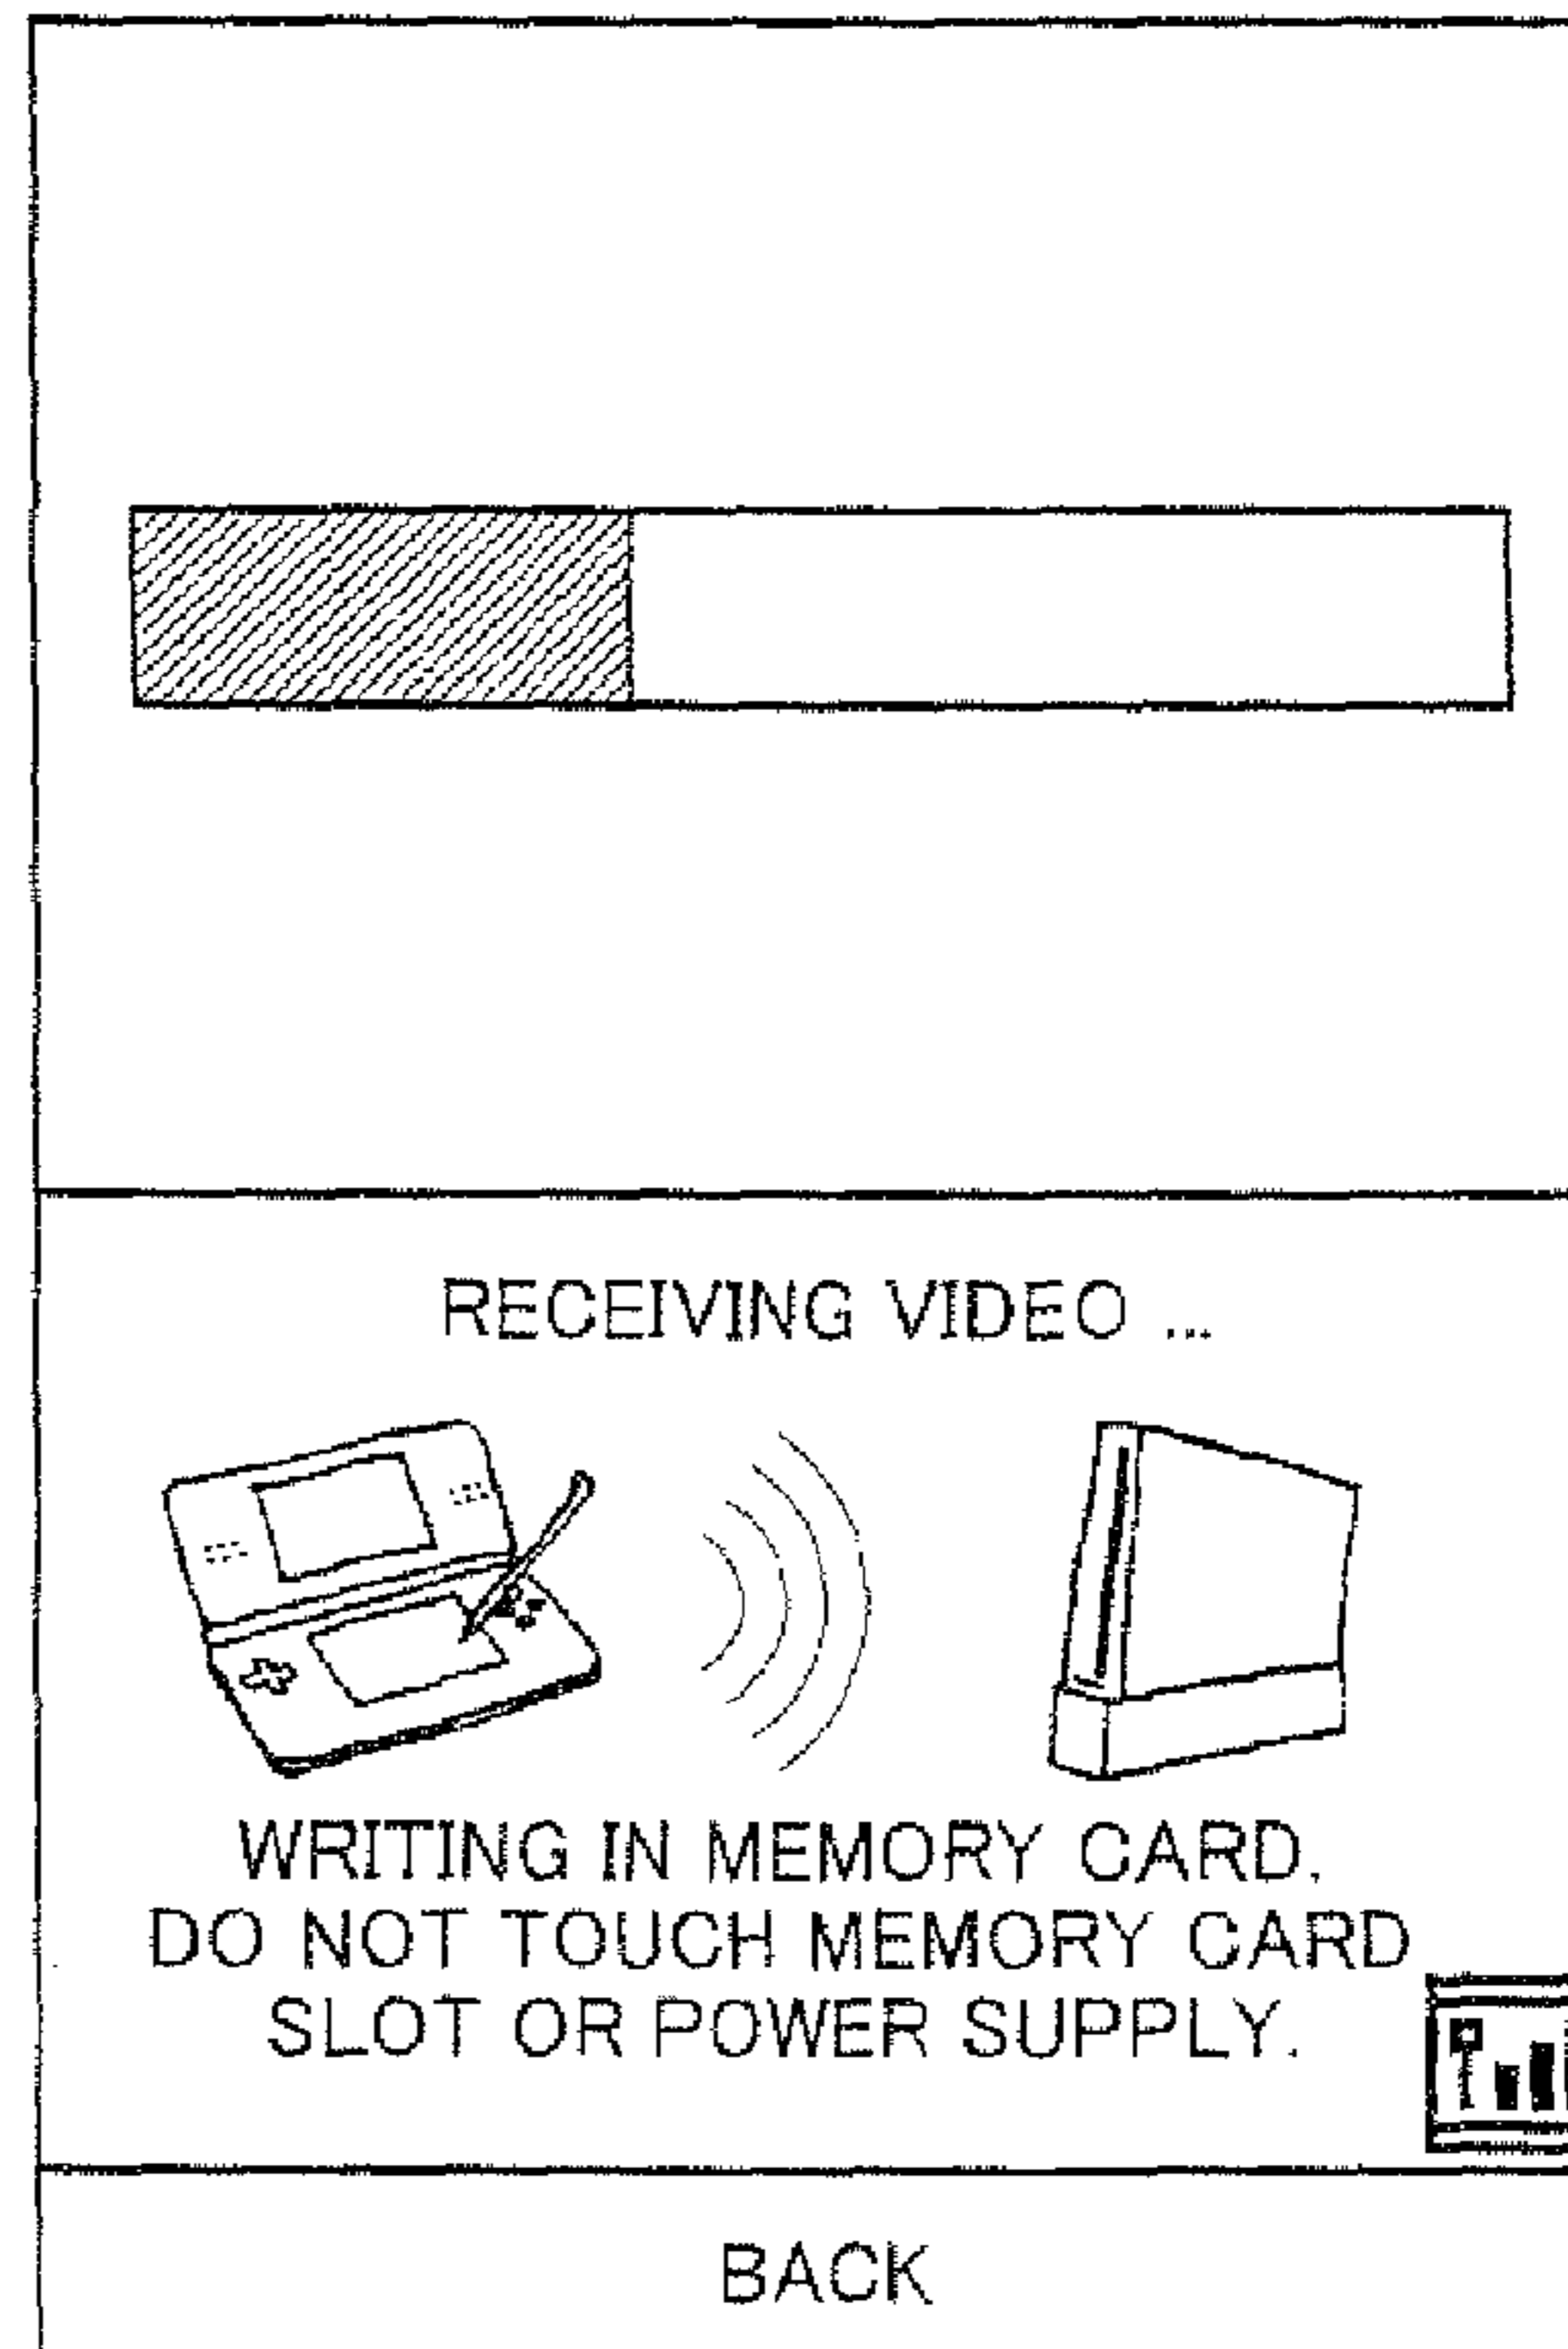 RECEIVING VIDEO ...
WRITING IN MEMORY CARD.
DO NOT TOUCH MEMORY CARD
SLOT OR POWER SUPPLY.
BACK